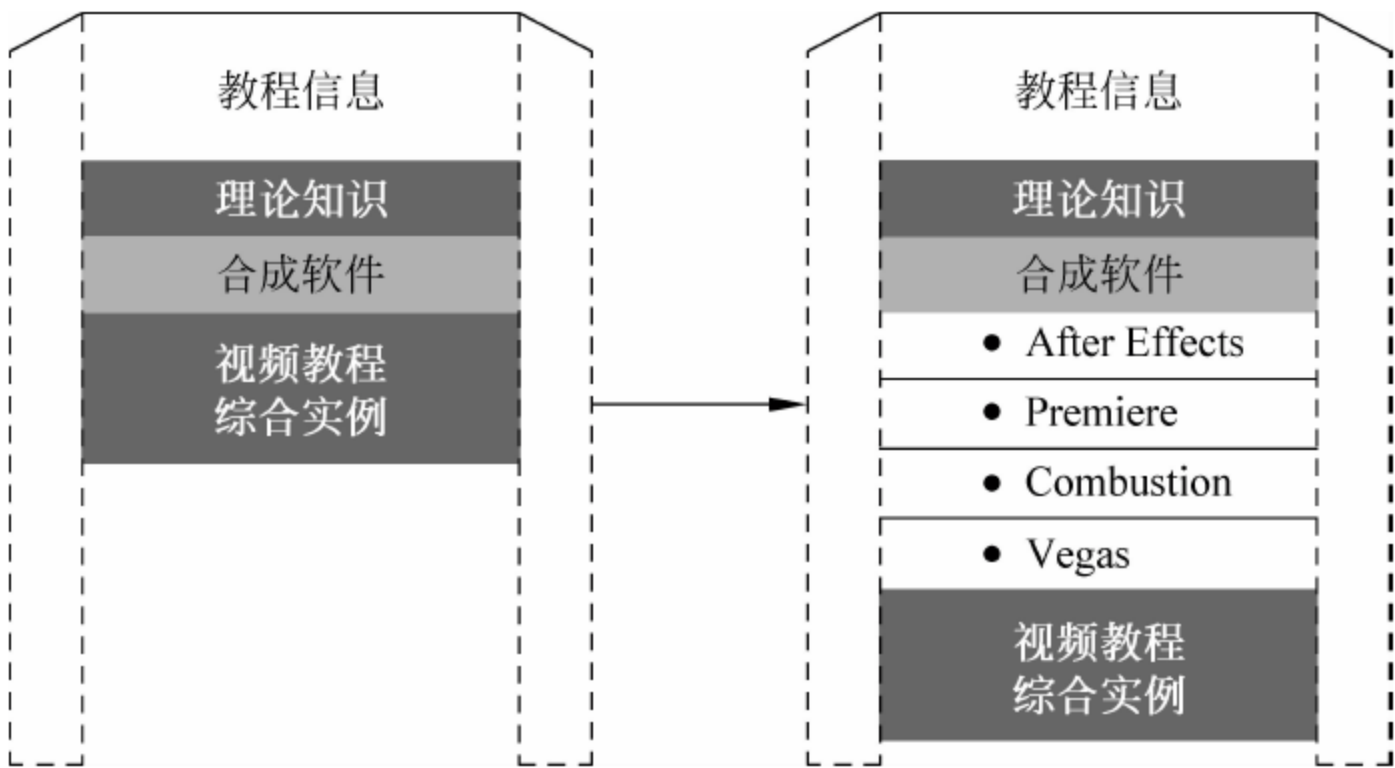 教程信息
理论知识
合成软件
视频教程
综合实例
教程信息
理论知识
合成软件
• After Effects
• Premiere
• Combustion
• Vegas
视频教程
综合实例